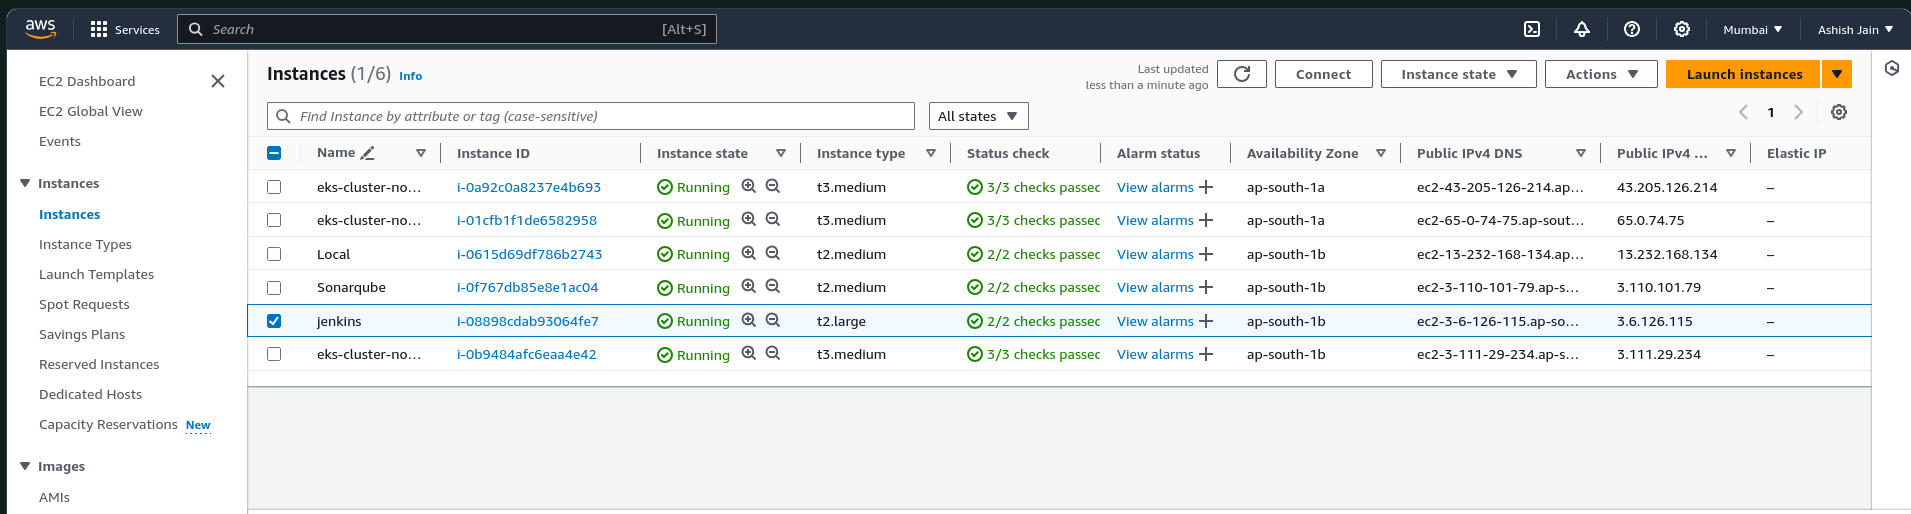 aws Services Search [Alt+S] Mumbai Ashish Jain
EC2 Dashboard
EC2 Global View
Events
Instances
Instances
Instance Types
Launch Templates
Spot Requests
Savings Plans
Reserved Instances
Dedicated Hosts
Capacity Reservations New
Images
AMIs
Instances (1/6) Info
Last updated
less than a minute ago
Connect Instance state Actions Launch instances
Find Instance by attribute or tag (case-sensitive) All states 1
Name Instance ID Instance state Instance type Status check Alarm status Availability Zone Public IPv4 DNS Public IPv4 ... Elastic IP
eks-cluster-no... i-0a92c0a8237e4b693 Running t3.medium 3/3 checks passec View alarms ap-south-1a ec2-43-205-126-214.ap... 43.205.126.214 –
eks-cluster-no... i-01cfb1f1de6582958 Running t3.medium 3/3 checks passec View alarms ap-south-1a ec2-65-0-74-75.ap-sout... 65.0.74.75 –
Local i-0615d69df786b2743 Running t2.medium 2/2 checks passec View alarms ap-south-1b ec2-13-232-168-134.ap... 13.232.168.134 –
Sonarqube i-0f767db85e8e1ac04 Running t2.medium 2/2 checks passec View alarms ap-south-1b ec2-3-110-101-79.ap-s... 3.110.101.79 –
jenkins i-08898cdab93064fe7 Running t2.large 2/2 checks passec View alarms ap-south-1b ec2-3-6-126-115.ap-so... 3.6.126.115 –
eks-cluster-no... i-0b9484afc6eaa4e42 Running t3.medium 3/3 checks passec View alarms ap-south-1b ec2-3-111-29-234.ap-s... 3.111.29.234 –